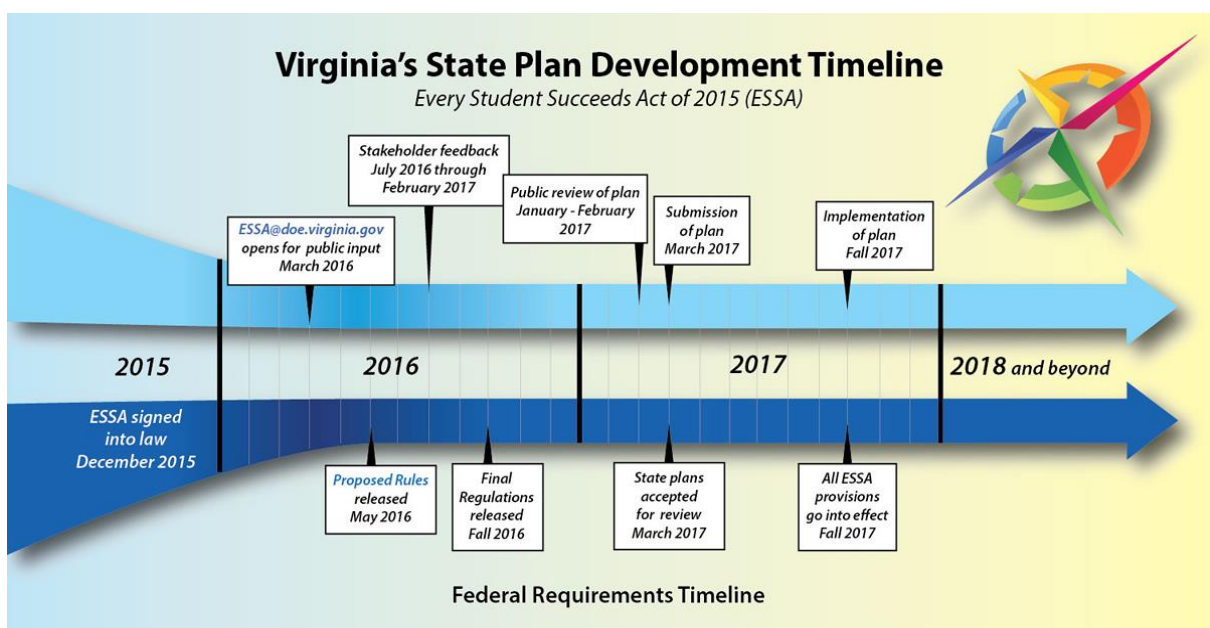 Virginia's State Plan Development Timeline
Every Student Succeeds Act of 2015 (ESSA)
Stakeholder feedback
July 2016 through
February 2017
Public review of plan
January - February
2017
Submission
of plan
March 2017
Implementation
of plan
Fall 2017
ESSA@doe.virginia.gov
opens for public input
March 2016
2015
2016
2017
2018 and beyond
ESSA signed
into law
December 2015
Proposed Rules
released
May 2016
Final
Regulations
released
Fall 2016
State plans
accepted
for review
March 2017
All ESSA
provisions
go into effect
Fall 2017
Federal Requirements Timeline